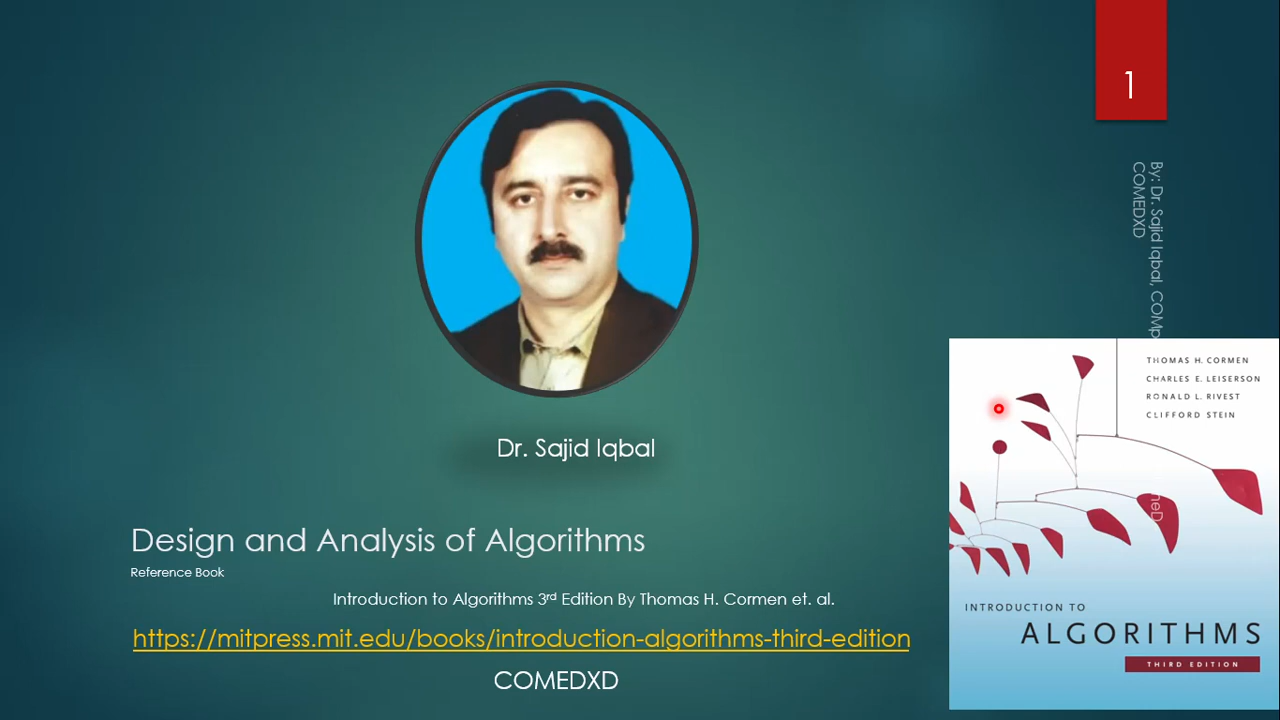 1
By: Dr. Sajid Iqbal, COMp
COMEDXD
Dr. Sajid Iqbal
Design and Analysis of Algorithms
Reference Book
Introduction to Algorithms 3rd Edition By Thomas H. Cormen et. al.
https://mitpress.mit.edu/books/introduction-algorithms-third-edition
COMEDXD
THOMAS H. CORMEN
CHARLES E. LEISERSON
RONALD L. RIVEST
CLIFFORD STEIN
INTRODUCTION TO
ALGORITHMS
THIRD EDITION